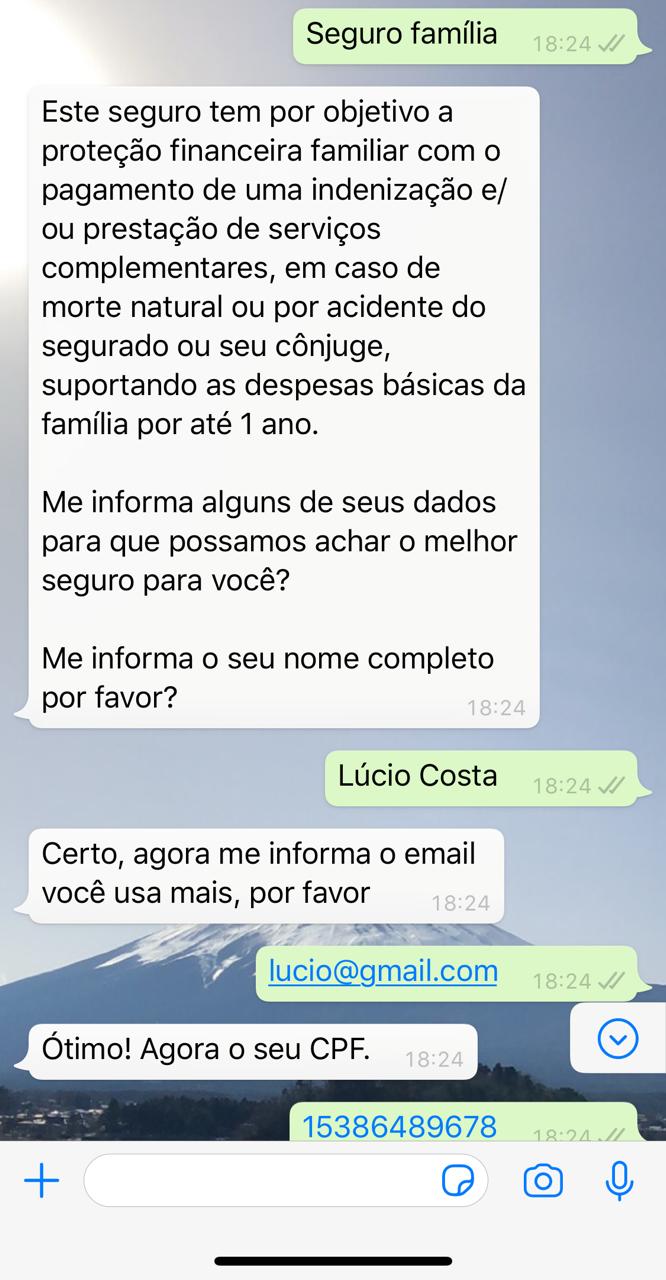 Seguro família 18:24
Este seguro tem por objetivo a
proteção financeira familiar com o
pagamento de uma indenização e/
ou prestação de serviços
complementares, em caso de
morte natural ou por acidente do
segurado ou seu cônjuge,
suportando as despesas básicas da
família por até 1 ano.
Me informa alguns de seus dados
para que possamos achar o melhor
seguro para você?
Me informa o seu nome completo
por favor? 18:24
Lúcio Costa 18:24
Certo, agora me informa o email
você usa mais, por favor 18:24
lucio@gmail.com 18:24
Ótimo! Agora o seu CPF. 18:24
15386489678 18:24